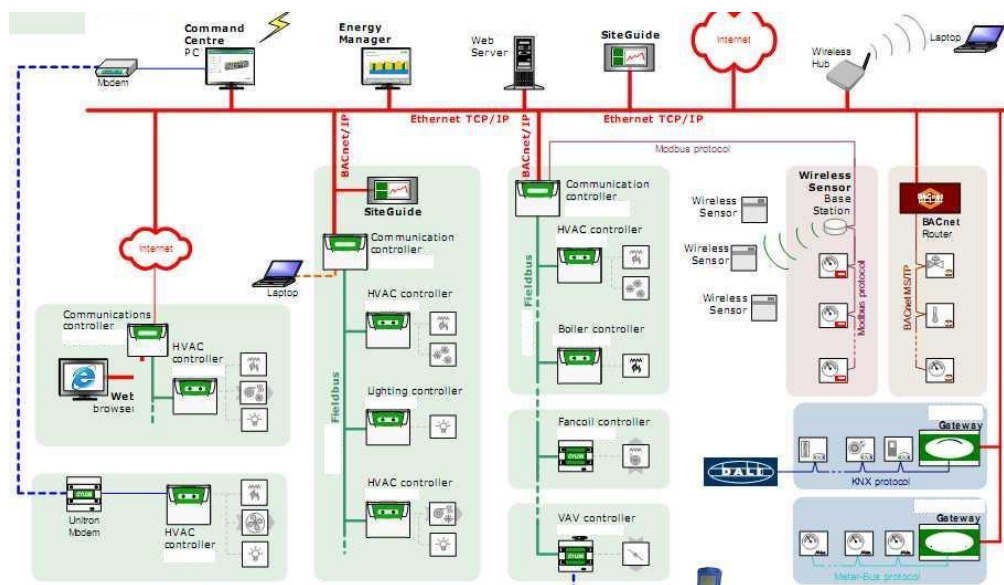 Command
Centre
PC
Modem
Energy
Manager
Web
Server
SiteGuide
Internet
Wireless
Hub
Laptop
Ethernet TCP/IP
Ethernet TCP/IP
BACnet/IP
BACnet/IP
Modbus protocol
Internet
Communications
controller
HVAC
controller
Web
browser
Unitron
Modem
HVAC
controller
SiteGuide
Communication
controller
Laptop
HVAC controller
Lighting controller
HVAC
controller
Fieldbus
Communication
controller
HVAC
controller
Boiler controller
Fieldbus
Fancoil controller
CYLON
VAV controller
CYLON
Wireless
Sensor
Wireless
Sensor
Wireless
Sensor
Wireless
Sensor
Base
Station
Modbus protocol
BACnet
BACnet
Router
BACnet MS/TP
DALI
Gateway
KNX protocol
Gateway
Meter-Bus protocol